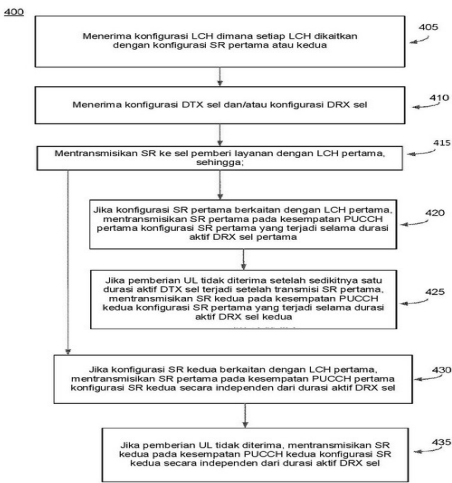 400
Menerima konfigurasi LCH dimana setiap LCH dikaitkan
dengan konfigurasi SR pertama atau kedua
405
Menerima konfigurasi DTX sel dan/atau konfigurasi DRX sel
410
Mentransmisikan SR ke sel pemberi layanan dengan LCH pertama,
sehingga;
415
Jika konfigurasi SR pertama berkaitan dengan LCH pertama,
mentransmisikan SR pertama pada kesempatan PUCCH
pertama konfigurasi SR pertama yang terjadi selama durasi
aktif DRX sel pertama
420
Jika pemberian UL tidak diterima setelah sedikitnya satu
durasi aktif DTX sel terjadi setelah transmisi SR pertama,
mentransmisikan SR kedua pada kesempatan PUCCH
kedua konfigurasi SR pertama yang terjadi selama durasi
aktif DRX sel kedua
425
Jika konfigurasi SR kedua berkaitan dengan LCH pertama,
mentransmisikan SR pertama pada kesempatan PUCCH pertama
konfigurasi SR kedua secara independen dari durasi aktif DRX sel
430
Jika pemberian UL tidak diterima, mentransmisikan SR
kedua pada kesempatan PUCCH kedua konfigurasi SR
kedua secara independen dari durasi aktif DRX sel
435